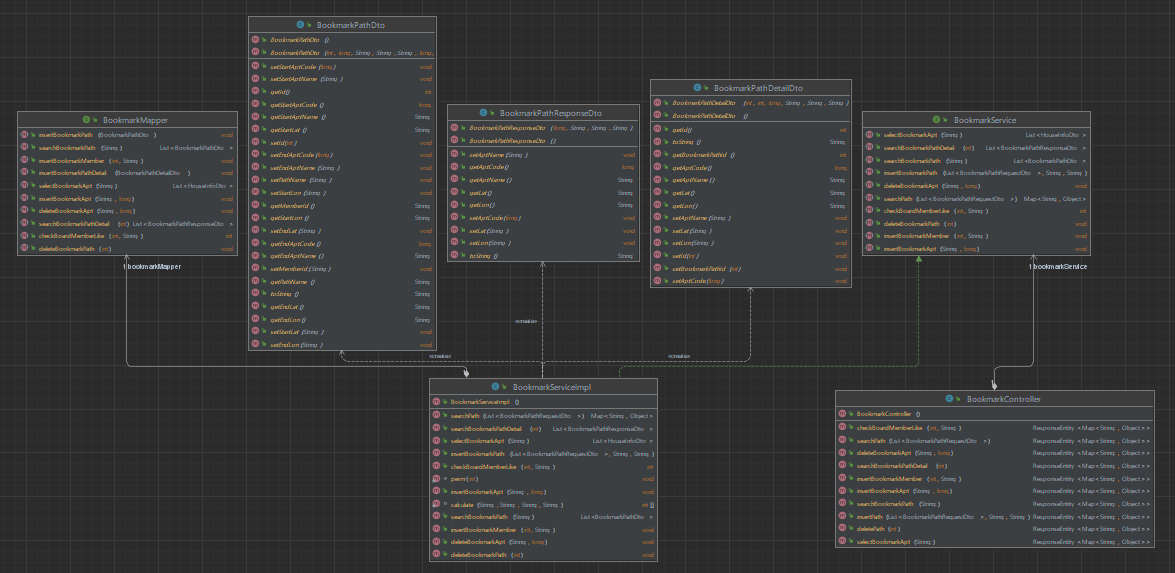 BookmarkPathDto
BookmarkPathDto ()
BookmarkPathDto (int, long, String, String, String, long,
setStartAptCode (long) void
setStartAptName (String) void
getId() int
getStartAptCode () long
getStartAptName () String
getStartLat () String
setId(int) void
setEndAptCode(long) void
setEndAptName (String) void
setPathName (String) void
setStartLon (String) void
getMemberId () String
getStartLon () String
setEndLat (String) void
getEndAptCode () long
getEndAptName () String
setMemberId (String) void
getPathName () String
toString () String
getEndLat () String
getEndLon () String
setStartLat (String) void
setEndLon (String) void
BookmarkMapper
insertBookmarkPath (BookmarkPathDto) void
searchBookmarkPath (String) List<BookmarkPathDto>
insertBookmarkMember (int, String) void
insertBookmarkPathDetail (BookmarkPathDetailDto) void
selectBookmarkApt (String) List<HouseInfoDto>
insertBookmarkApt (String, long) void
deleteBookmarkApt (String, long) void
searchBookmarkPathDetail (int) List<BookmarkPathResponseDto>
checkBoardMemberLike (int, String) int
deleteBookmarkPath (int) void
1 bookmarkMapper
BookmarkPathResponseDto
BookmarkPathResponseDto (long, String, String, String)
BookmarkPathResponseDto ()
setAptName (String) void
getAptCode() long
getAptName () String
getLat() String
getLon() String
setAptCode(long) void
setLat(String) void
setLon(String) void
toString () String
BookmarkPathDetailDto
BookmarkPathDetailDto (int, int, long, String, String, String)
BookmarkPathDetailDto ()
getId() int
toString () String
getBookmarkPathId () int
getAptCode() long
getAptName () String
getLat() String
getLon() String
setAptName (String) void
setLat(String) void
setLon(String) void
setId(int) void
setBookmarkPathId (int) void
setAptCode(long) void
BookmarkService
selectBookmarkApt (String) List<HouseInfoDto>
searchBookmarkPathDetail (int) List<BookmarkPathResponseDto>
searchBookmarkPath (String) List<BookmarkPathDto>
insertBookmarkPath (List<BookmarkPathRequestDto>, String, String) void
deleteBookmarkApt (String, long) void
searchPath (List<BookmarkPathRequestDto>) Map<String, Object>
checkBoardMemberLike (int, String) int
deleteBookmarkPath (int) void
insertBookmarkMember (int, String) void
insertBookmarkApt (String, long) void
1 bookmarkService
«create»
«create»
«create»
BookmarkServiceImpl
BookmarkServiceImpl ()
searchPath (List<BookmarkPathRequestDto>) Map<String, Object>
searchBookmarkPathDetail (int) List<BookmarkPathResponseDto>
selectBookmarkApt (String) List<HouseInfoDto>
insertBookmarkPath (List<BookmarkPathRequestDto>, String, String) void
checkBoardMemberLike (int, String) int
perm(int) void
insertBookmarkApt (String, long) void
calculate (String, String, String, String) int[]
searchBookmarkPath (String) List<BookmarkPathDto>
insertBookmarkMember (int, String) void
deleteBookmarkApt (String, long) void
deleteBookmarkPath (int) void
BookmarkController
BookmarkController ()
checkBoardMemberLike (int, String) ResponseEntity<Map<String, Object>>
searchPath (List<BookmarkPathRequestDto>) ResponseEntity<Map<String, Object>>
deleteBookmarkApt (String, long) ResponseEntity<Map<String, Object>>
searchBookmarkPathDetail (int) ResponseEntity<Map<String, Object>>
insertBookmarkMember (int, String) ResponseEntity<Map<String, Object>>
insertBookmarkApt (String, long) ResponseEntity<Map<String, Object>>
searchBookmarkPath (String) ResponseEntity<Map<String, Object>>
insertPath (List<BookmarkPathRequestDto>, String, String) ResponseEntity<Map<String, Object>>
deletePath (int) ResponseEntity<Map<String, Object>>
selectBookmarkApt (String) ResponseEntity<Map<String, Object>>